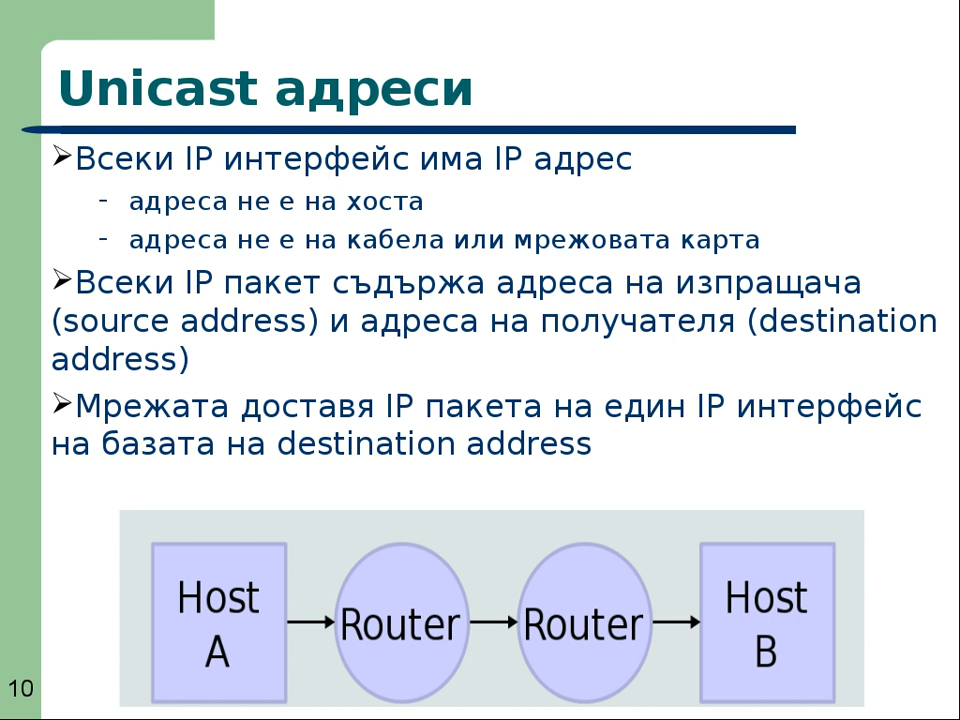 Unicast адреси
➢Всеки IP интерфейс има IP адрес
- адреса не е на хоста
- адреса не е на кабела или мрежовата карта
➢Всеки IP пакет съдържа адреса на изпращача
(source address) и адреса на получателя (destination
address)
➢Мрежата доставя IP пакета на един IP интерфейс
на базата на destination address
Host
A
Router
Router
Host
B
10